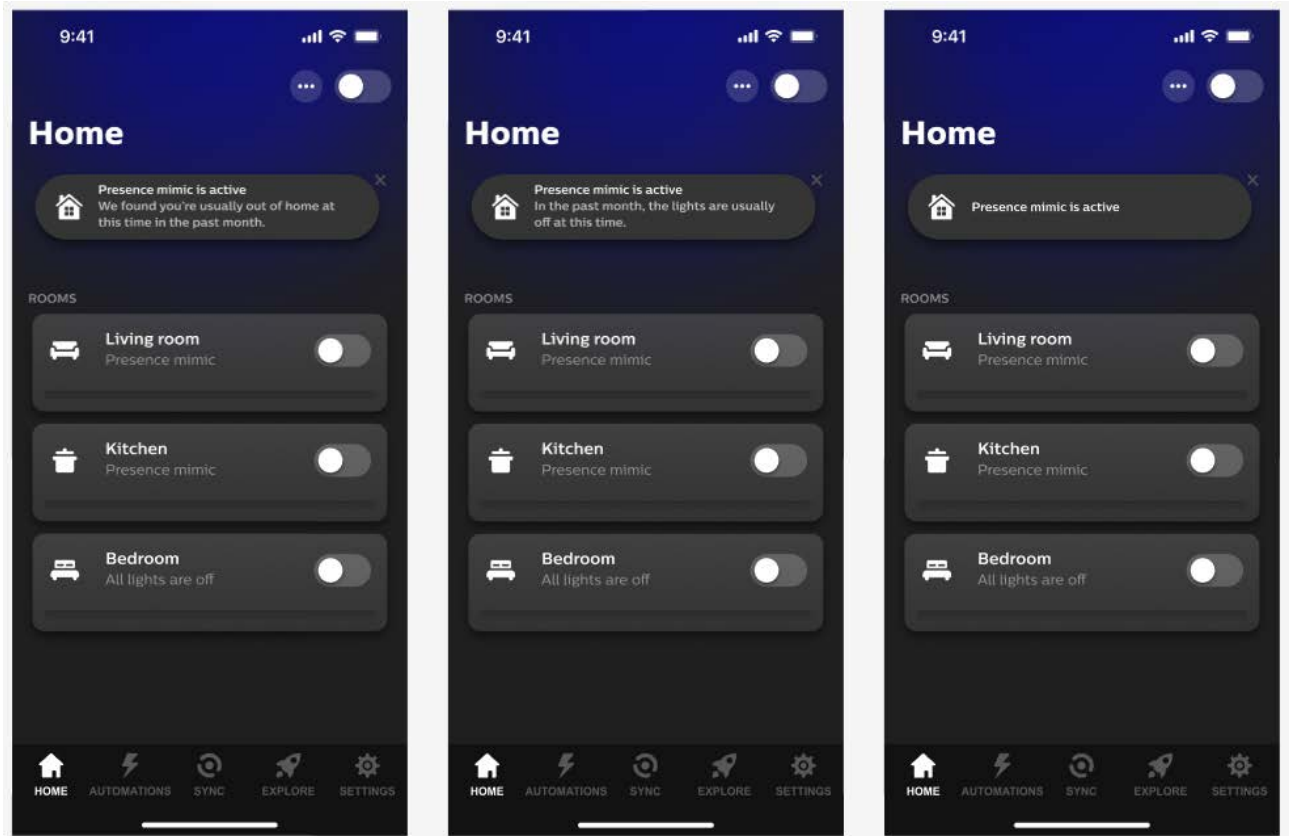 9:41
Home
Presence mimic is active
We found you're usually out of home at
this time in the past month.
ROOMS
Living room
Presence mimic
Kitchen
Presence mimic
Bedroom
All lights are off
HOME AUTOMATIONS SYNC EXPLORE SETTINGS
9:41
Home
Presence mimic is active
In the past month, the lights are usually
off at this time.
ROOMS
Living room
Presence mimic
Kitchen
Presence mimic
Bedroom
All lights are off
HOME AUTOMATIONS SYNC EXPLORE SETTINGS
9:41
Home
Presence mimic is active
ROOMS
Living room
Presence mimic
Kitchen
Presence mimic
Bedroom
All lights are off
HOME AUTOMATIONS SYNC EXPLORE SETTINGS